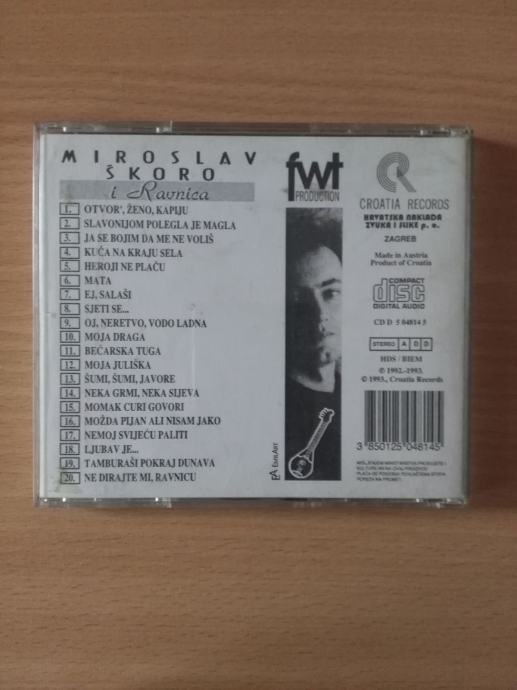 MIROSLAV
ŠKORO
i Ravnica
1. OTVOR', ŽENO, KAPIJU
2. SLAVONIJOM POLEGLA JE MAGLA
3. JA SE BOJIM DA ME NE VOLIŠ
4. KUĆA NA KRAJU SELA
5. HEROJI NE PLAČU
6. MATA
7. EJ, SALAŠI
8. SJETI SE...
9. OJ, NERETVO, VODO LADNA
10. MOJA DRAGA
11. BEĆARSKA TUGA
12. MOJA JULIŠKA
13. ŠUMI, ŠUMI, JAVORE
14. NEKA GRMI, NEKA SIJEVA
15. MOMAK CURI GOVORI
16. MOŽDA PIJAN ALI NISAM JAKO
17. NEMOJ SVIJEĆU PALITI
18. LJUBAV JE...
19. TAMBURAŠI POKRAJ DUNAVA
20. NE DIRAJTE MI, RAVNICU
fwt
PRODUCTION
CROATIA RECORDS
HRVATSKA NAKLADA
ZVUKA I SLIKE p. o.
ZAGREB
Made in Austria
Product of Croatia
COMPACT
disc
DIGITAL AUDIO
CD D 5 04814 5
STEREO A D D
HDS / BIEM
℗ 1992.-1993.
© 1993., Croatia Records
3 850125 048145